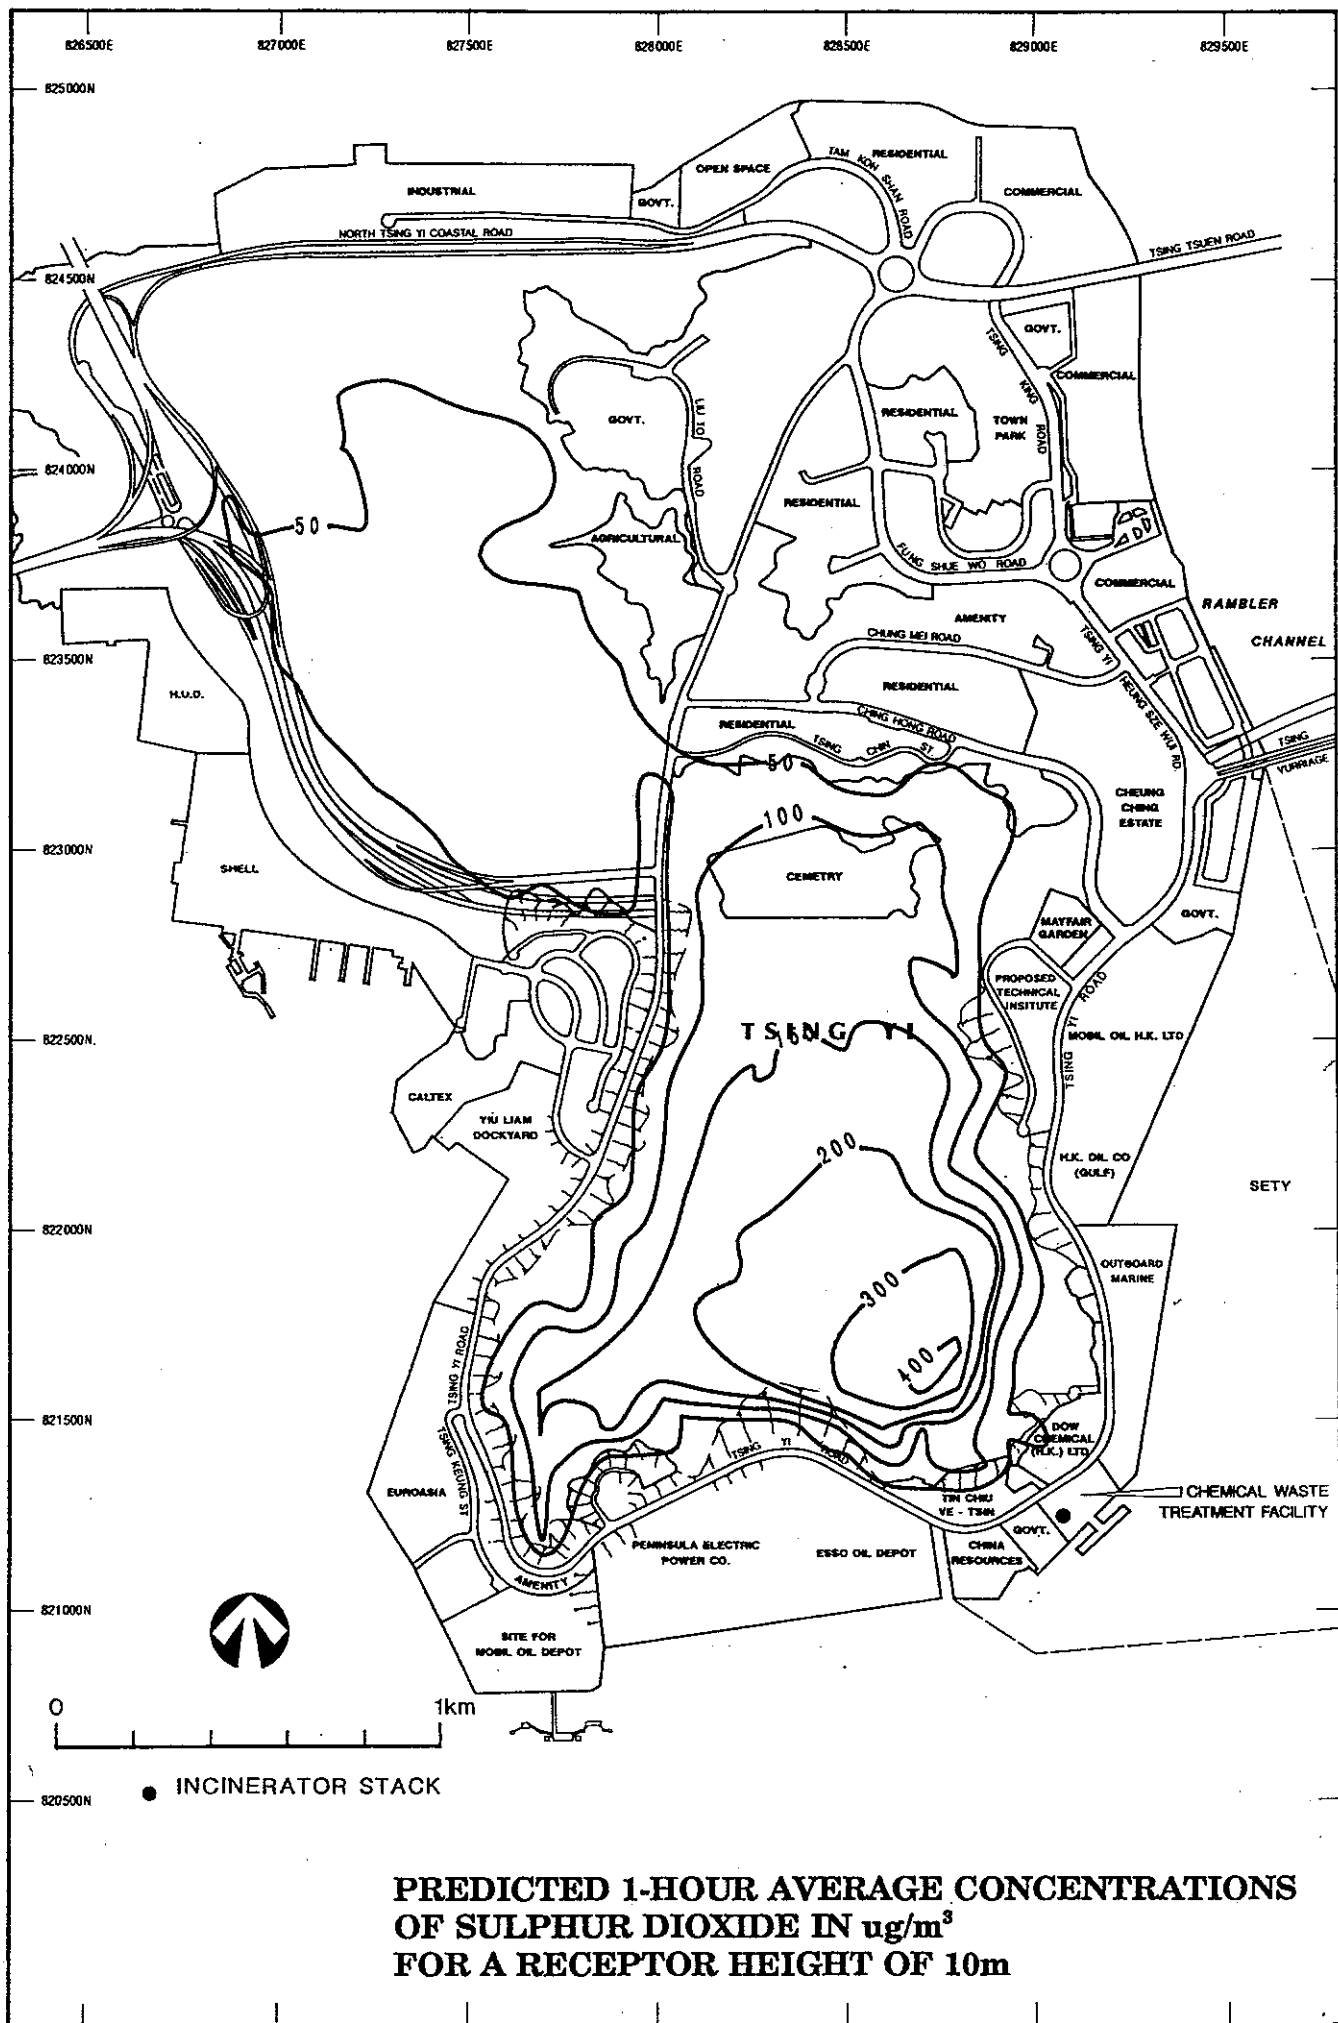 826500E
827000E
827500E
828000E
828500E
829000E
829500E
825000N
824500N
824000N
823500N
823000N
822500N.
822000N
821500N
821000N
820500N
INDUSTRIAL
GOVT.
OPEN SPACE
TAM KOH SHAN ROAD
RESIDENTIAL
COMMERCIAL
NORTH TSING YI COASTAL ROAD
TSING TSUEN ROAD
GOVT.
COMMERCIAL
TSING KING ROAD
GOVT.
LIU TO ROAD
RESIDENTIAL
TOWN
PARK
RESIDENTIAL
50
AGRICULTURAL
FUNG SHUE WO ROAD
COMMERCIAL
AMENITY
RAMBLER
CHANNEL
CHUNG MEI ROAD
TSING YI
HEUNG SZE WUI RD.
H.U.D.
RESIDENTIAL
CHING HONG ROAD
RESIDENTIAL
TSING CHIN ST.
TSING
50
CHEUNG
CHING
ESTATE
100
SHELL
CEMETRY
MAYFAIR
GARDEN
GOVT.
PROPOSED
TECHNICAL
INSITUTE
TSING YI ROAD
TSING YI
MOBIL OIL H.K. LTD
CALTEX
YIU LIAM
DOCKYARD
200
H.K. OIL CO
(GULF)
SETY
OUTBOARD
MARINE
300
400
TSING YI ROAD
TSING KEUNG ST
DOW
CHEMICAL
(H.K.) LTD
TSING YI ROAD
EUROASIA
TIN CHIU
VE - TSIN
CHEMICAL WASTE
TREATMENT FACILITY
GOVT.
PENINSULA ELECTRIC
POWER CO.
ESSO OIL DEPOT
CHINA
RESOURCES
AMENITY
SITE FOR
MOBIL OIL DEPOT
0 1km
INCINERATOR STACK
PREDICTED 1-HOUR AVERAGE CONCENTRATIONS
OF SULPHUR DIOXIDE IN ug/m³
FOR A RECEPTOR HEIGHT OF 10m